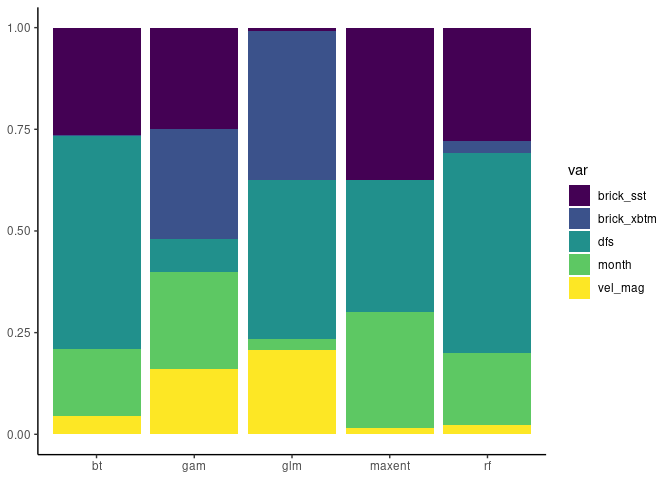 1.00
0.75
0.50
0.25
0.00
bt gam glm maxent rf
var
brick_sst
brick_xbtm
dfs
month
vel_mag